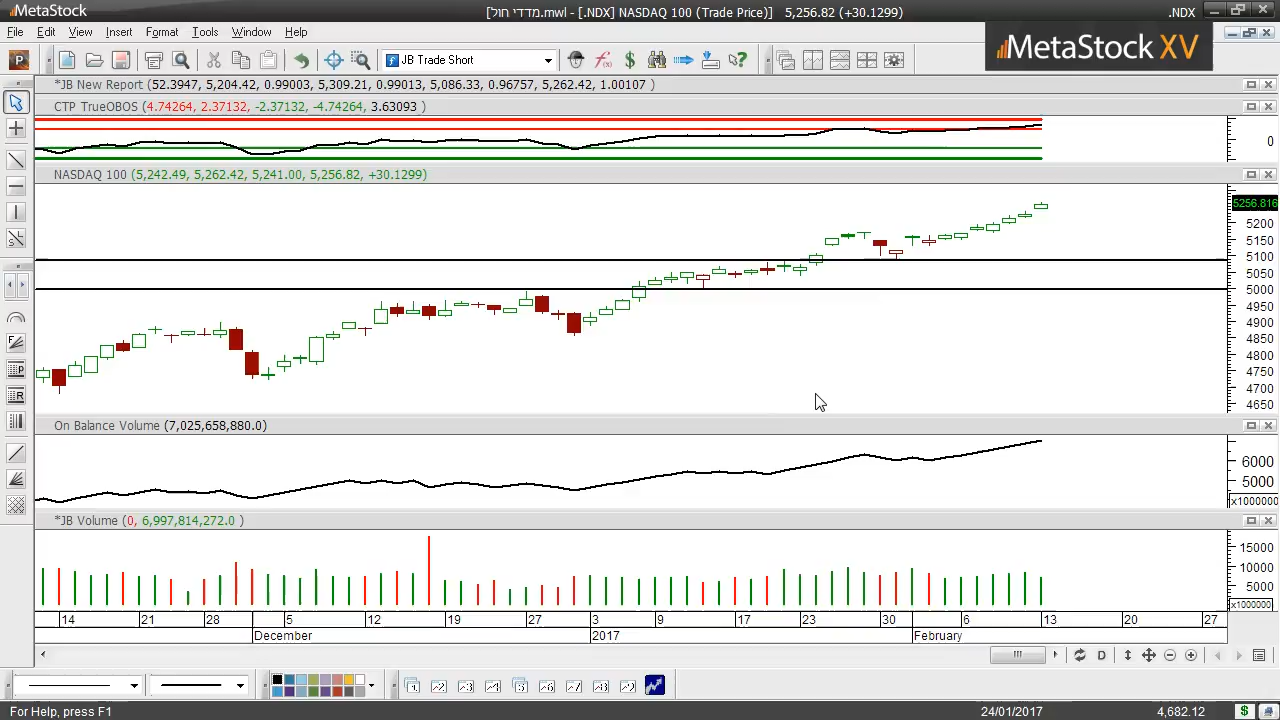 MetaStock
[מדדי חול.mwl - [.NDX] NASDAQ 100 (Trade Price)] 5,256.82 (+30.1299)
.NDX
File Edit View Insert Format Tools Window Help
MetaStock XV
P JB Trade Short
*JB New Report (52.3947, 5,204.42, 0.99003, 5,309.21, 0.99013, 5,086.33, 0.96757, 5,262.42, 1.00107 )
CTP TrueOBOS (4.74264, 2.37132, -2.37132, -4.74264, 3.63093 )
0
NASDAQ 100 (5,242.49, 5,262.42, 5,241.00, 5,256.82, +30.1299)
5256.816
5200
5150
5100
5050
5000
4950
4900
4850
4800
4750
4700
4650
On Balance Volume (7,025,658,880.0)
6000
5000
x1000000
*JB Volume (0, 6,997,814,272.0 )
15000
10000
5000
x1000000
14 21 28 5 12 19 27 3 9 17 23 30 6 13 20 27
December 2017 February
D
For Help, press F1
24/01/2017
4,682.12